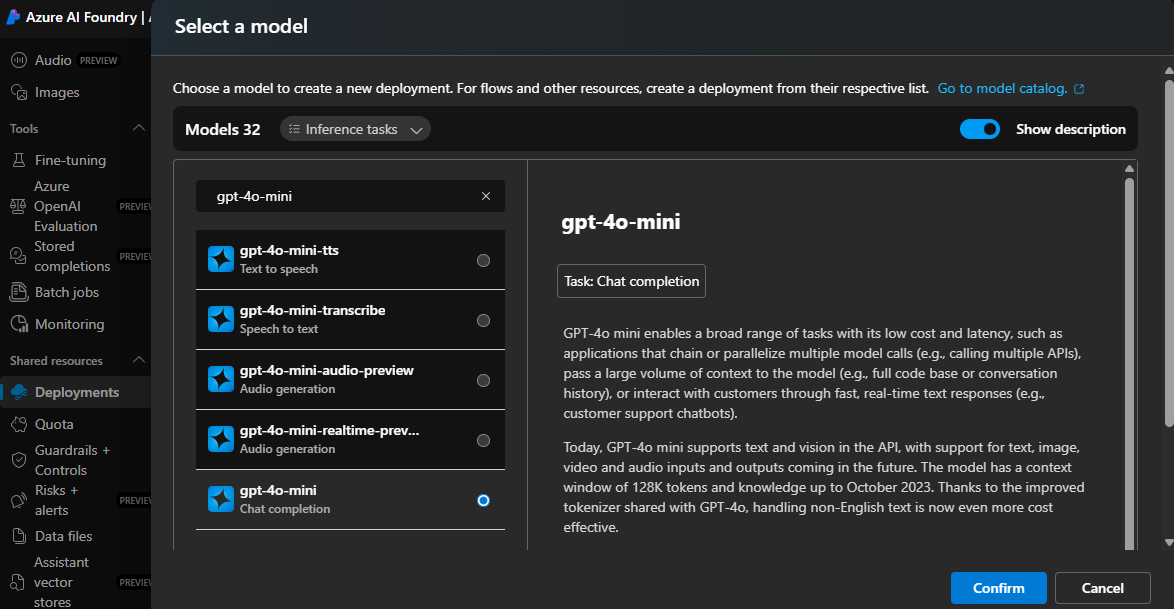 Azure AI Foundry |
Select a model
Audio PREVIEW
Images
Tools
Fine-tuning
Azure
OpenAI
Evaluation
Stored
completions
Batch jobs
Monitoring
Shared resources
Deployments
Quota
Guardrails +
Controls
Risks +
alerts
Data files
Assistant
vector
stores
Choose a model to create a new deployment. For flows and other resources, create a deployment from their respective list. Go to model catalog.
Models 32
Inference tasks
Show description
gpt-4o-mini
gpt-4o-mini-tts
Text to speech
gpt-4o-mini-transcribe
Speech to text
gpt-4o-mini-audio-preview
Audio generation
gpt-4o-mini-realtime-prev...
Audio generation
gpt-4o-mini
Chat completion
gpt-4o-mini
Task: Chat completion
GPT-4o mini enables a broad range of tasks with its low cost and latency, such as
applications that chain or parallelize multiple model calls (e.g., calling multiple APIs),
pass a large volume of context to the model (e.g., full code base or conversation
history), or interact with customers through fast, real-time text responses (e.g.,
customer support chatbots).
Today, GPT-4o mini supports text and vision in the API, with support for text, image,
video and audio inputs and outputs coming in the future. The model has a context
window of 128K tokens and knowledge up to October 2023. Thanks to the improved
tokenizer shared with GPT-4o, handling non-English text is now even more cost
effective.
Confirm
Cancel